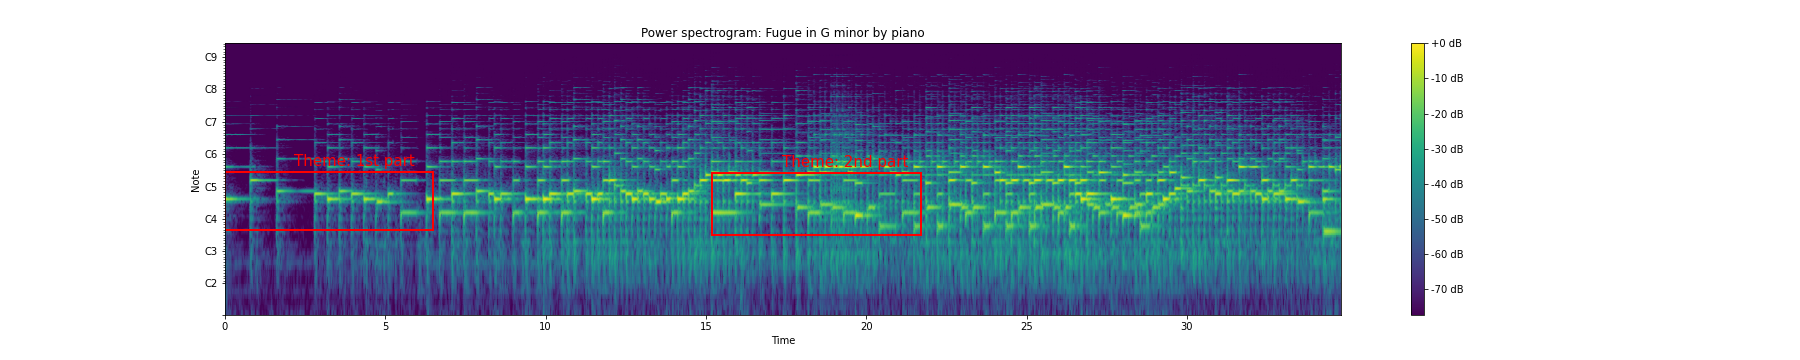 Power spectrogram: Fugue in G minor by piano
Note
C9
C8
C7
C6
C5
C4
C3
C2
Theme: 1st part
Theme: 2nd part
0
5
10
15
20
25
30
Time
+0 dB
-10 dB
-20 dB
-30 dB
-40 dB
-50 dB
-60 dB
-70 dB